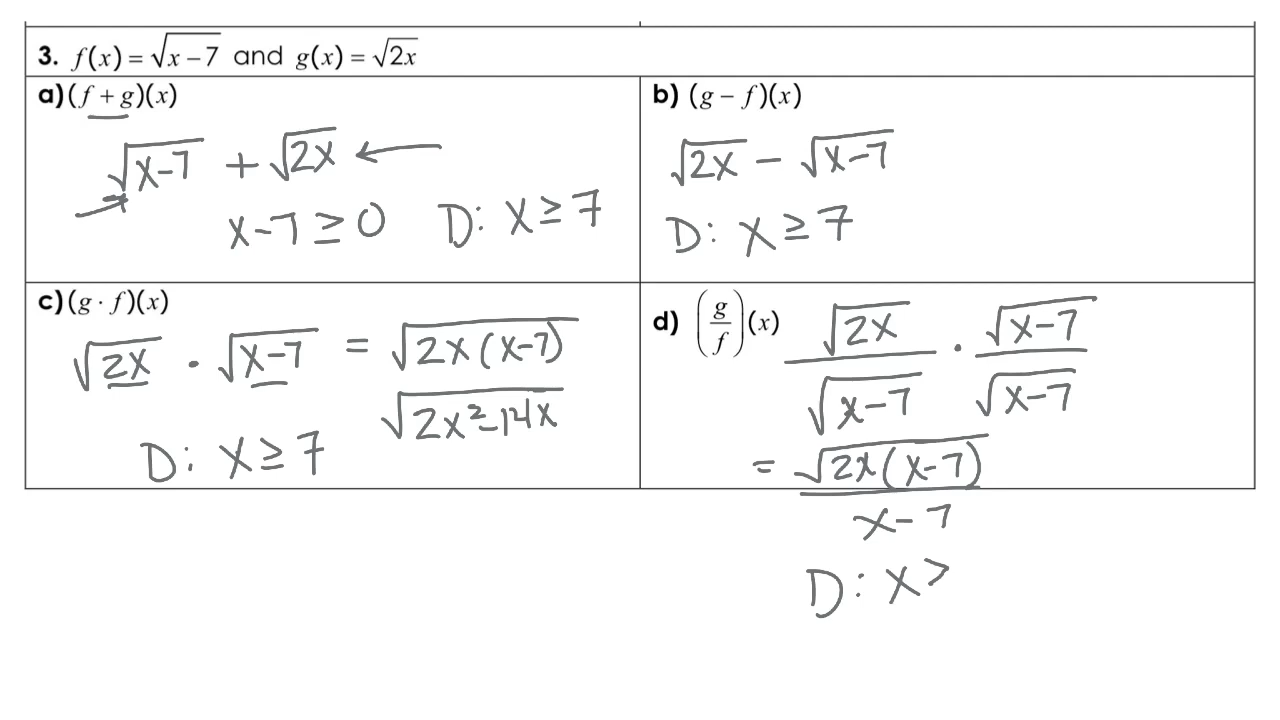 3. f(x) = √(x – 7) and g(x) = √(2x)
a) (f + g)(x)
√(x-7) + √(2x) ←
x-7 ≥ 0 D: x ≥ 7
b) (g – f)(x)
√(2x) - √(x-7)
D: x ≥ 7
c) (g · f)(x)
√(2x) · √(x-7) = √(2x(x-7))
√(2x²-14x)
D: x ≥ 7
d) (g/f)(x) √(2x)/√(x-7) · √(x-7)/√(x-7)
= √(2x(x-7))/(x-7)
D: x >